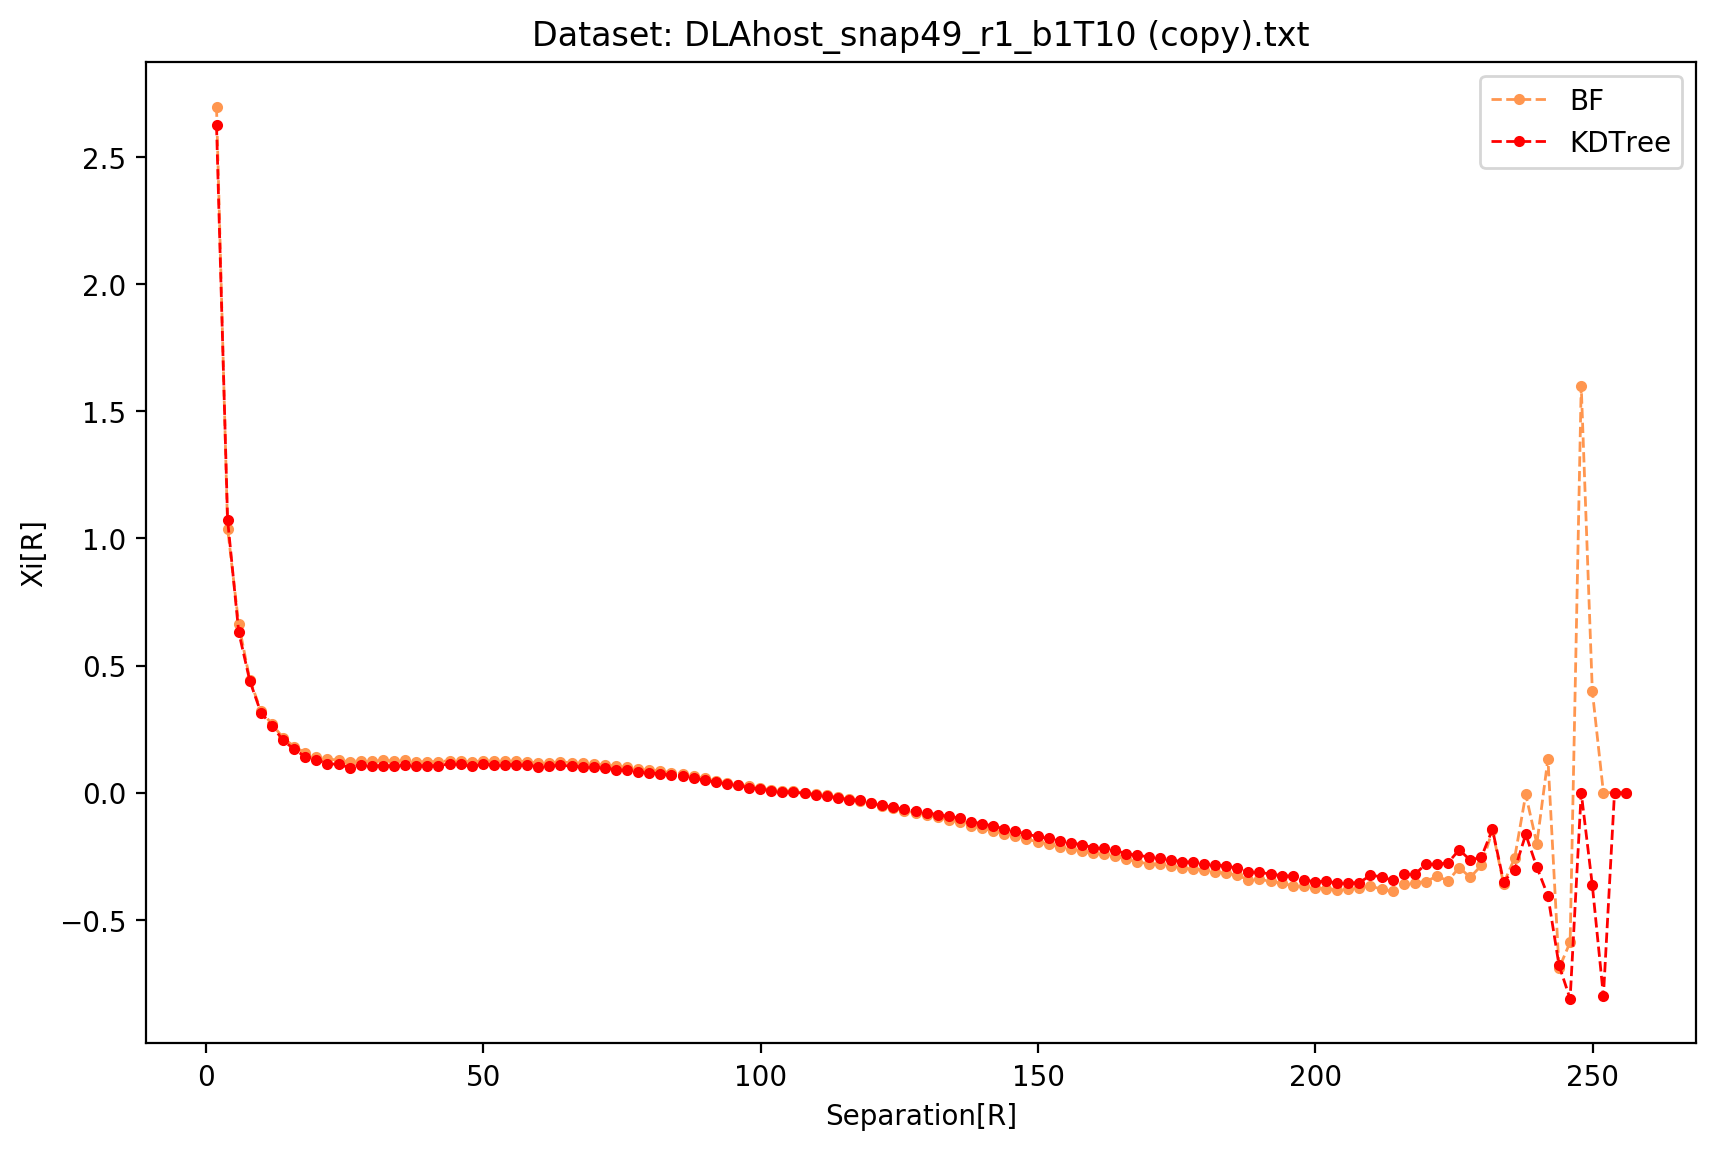 Dataset: DLAhost_snap49_r1_b1T10 (copy).txt
BF
KDTree
2.5
2.0
1.5
1.0
0.5
0.0
−0.5
Xi[R]
0
50
100
150
200
250
Separation[R]